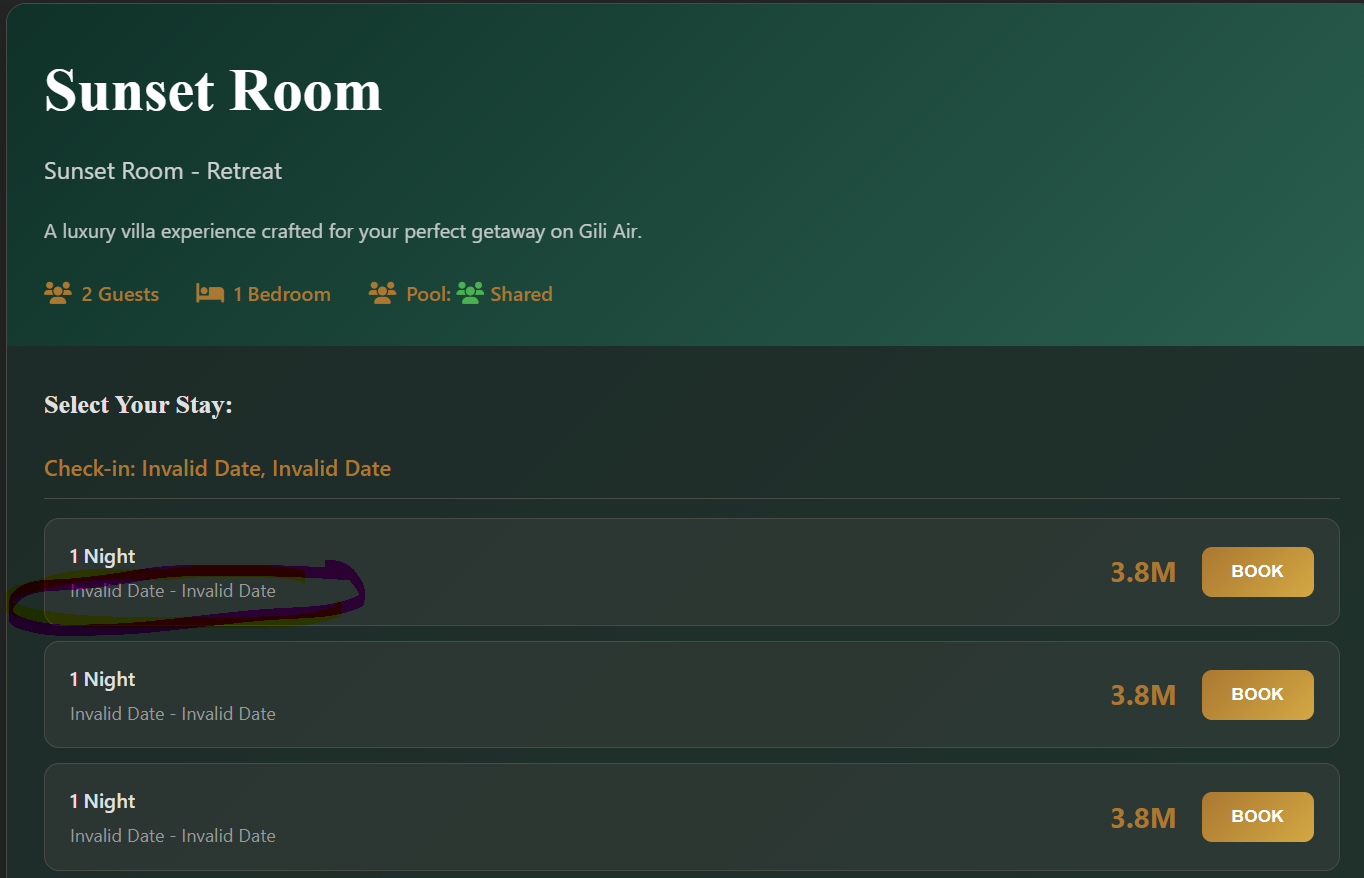 Sunset Room
Sunset Room - Retreat
A luxury villa experience crafted for your perfect getaway on Gili Air.
2 Guests 1 Bedroom Pool: Shared
Select Your Stay:
Check-in: Invalid Date, Invalid Date
1 Night
Invalid Date - Invalid Date
3.8M BOOK
1 Night
Invalid Date - Invalid Date
3.8M BOOK
1 Night
Invalid Date - Invalid Date
3.8M BOOK